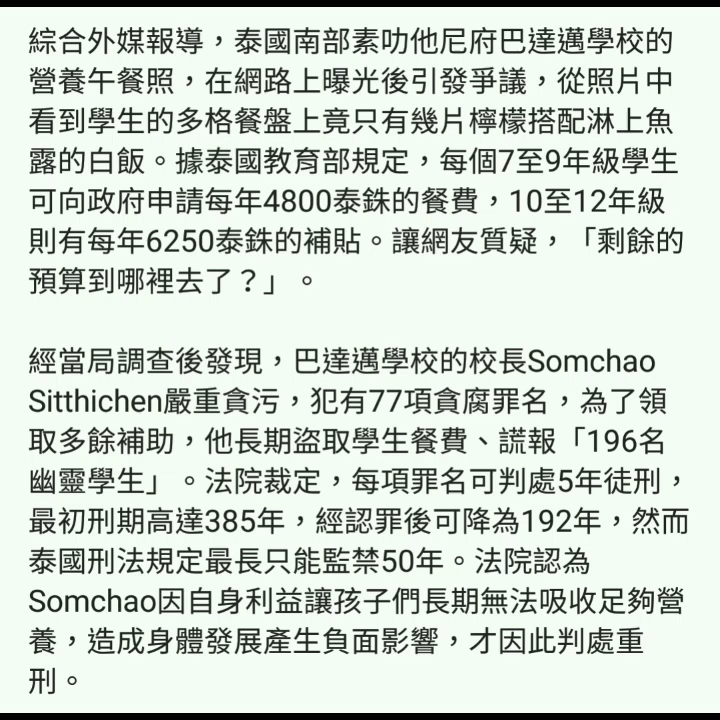 綜合外媒報導，泰國南部素叻他尼府巴達邁學校的
營養午餐照，在網路上曝光後引發爭議，從照片中
看到學生的多格餐盤上竟只有幾片檸檬搭配淋上魚
露的白飯。據泰國教育部規定，每個7至9年級學生
可向政府申請每年4800泰銖的餐費，10至12年級
則有每年6250泰銖的補貼。讓網友質疑，「剩餘的
預算到哪裡去了？」。
經當局調查後發現，巴達邁學校的校長Somchao
Sitthichen嚴重貪污，犯有77項貪腐罪名，為了領
取多餘補助，他長期盜取學生餐費、謊報「196名
幽靈學生」。法院裁定，每項罪名可判處5年徒刑，
最初刑期高達385年，經認罪後可降為192年，然而
泰國刑法規定最長只能監禁50年。法院認為
Somchao因自身利益讓孩子們長期無法吸收足夠營
養，造成身體發展產生負面影響，才因此判處重
刑。